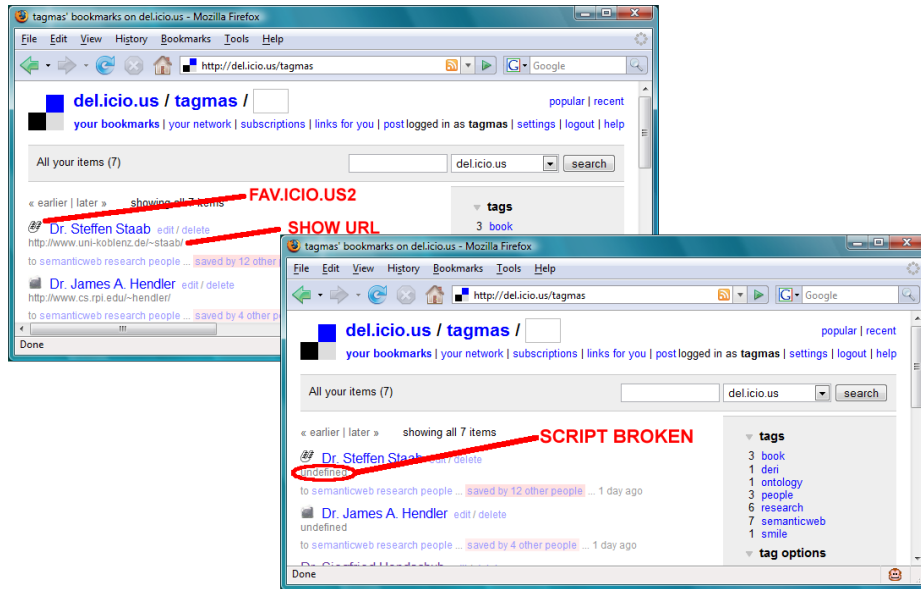 tagmas' bookmarks on del.icio.us - Mozilla Firefox
File Edit View History Bookmarks Tools Help
http://del.icio.us/tagmas
G Google
del.icio.us / tagmas /
popular | recent
your bookmarks | your network | subscriptions | links for you | post logged in as tagmas | settings | logout | help
All your items (7)
del.icio.us
search
« earlier | later » showing all 7 items
FAV.ICIO.US2
tags
3 book
Dr. Steffen Staab edit / delete
SHOW URL
http://www.uni-koblenz.de/~staab/
to semanticweb research people ... saved by 12 other
Dr. James A. Hendler edit / delete
http://www.cs.rpi.edu/~hendler/
to semanticweb research people ... saved by 4 other p
Done
tagmas' bookmarks on del.icio.us - Mozilla Firefox
File Edit View History Bookmarks Tools Help
http://del.icio.us/tagmas
G Google
del.icio.us / tagmas /
popular | recent
your bookmarks | your network | subscriptions | links for you | post logged in as tagmas | settings | logout | help
All your items (7)
del.icio.us
search
« earlier | later » showing all 7 items
SCRIPT BROKEN
Dr. Steffen Staab edit / delete
undefined
to semanticweb research people ... saved by 12 other people ... 1 day ago
Dr. James A. Hendler edit / delete
undefined
to semanticweb research people ... saved by 4 other people ... 1 day ago
tags
3 book
1 deri
1 ontology
3 people
6 research
7 semanticweb
1 smile
tag options
Done